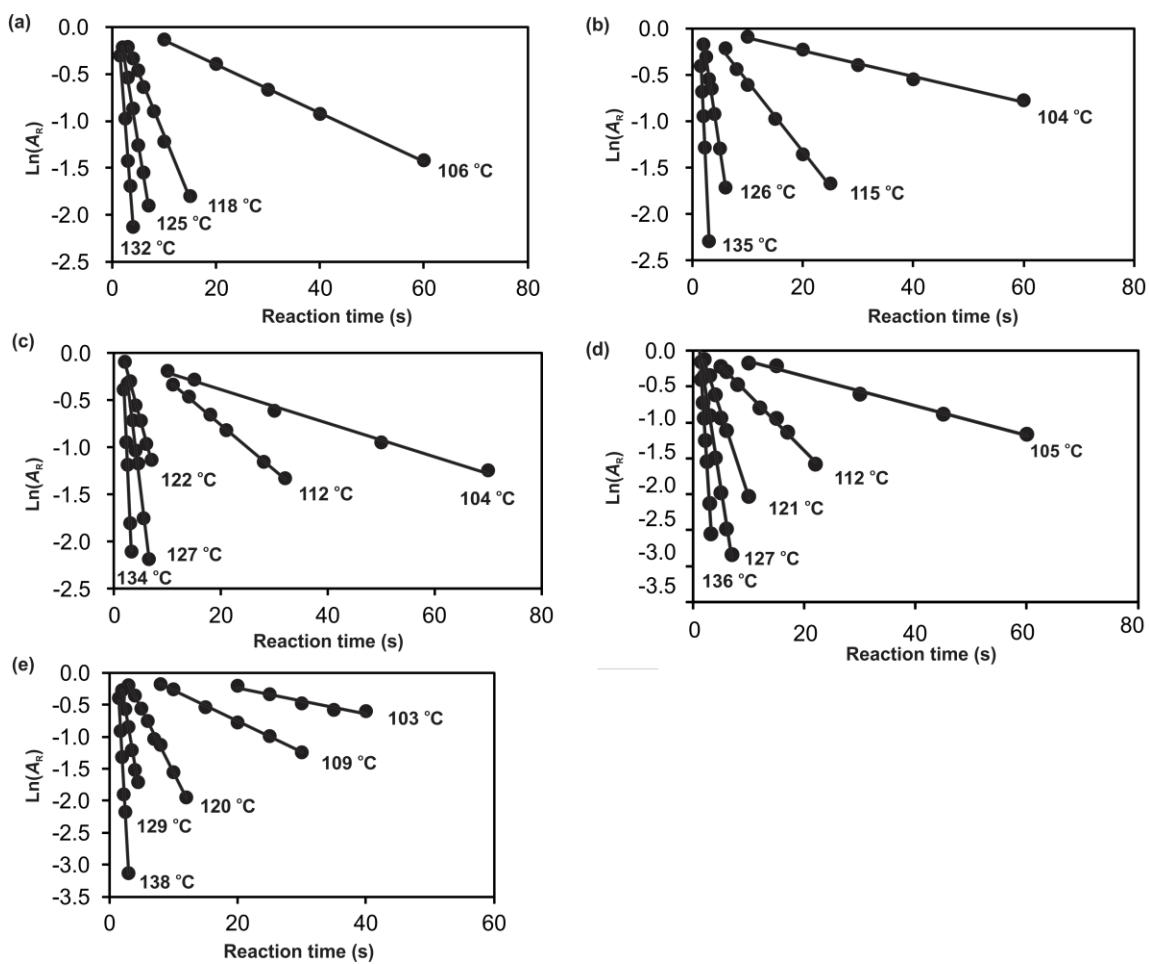 (a)
0.0
-0.5
-1.0
-1.5
-2.0
-2.5
Ln(AR)
106 °C
118 °C
125 °C
132 °C
0 20 40 60 80
Reaction time (s)
(b)
0.0
-0.5
-1.0
-1.5
-2.0
-2.5
Ln(AR)
104 °C
115 °C
126 °C
135 °C
0 20 40 60 80
Reaction time (s)
(c)
0.0
-0.5
-1.0
-1.5
-2.0
-2.5
Ln(AR)
122 °C
112 °C
104 °C
127 °C
134 °C
0 20 40 60 80
Reaction time (s)
(d)
0.0
-0.5
-1.0
-1.5
-2.0
-2.5
-3.0
-3.5
Ln(AR)
105 °C
112 °C
121 °C
127 °C
136 °C
0 20 40 60 80
Reaction time (s)
(e)
0.0
-0.5
-1.0
-1.5
-2.0
-2.5
-3.0
-3.5
Ln(AR)
103 °C
109 °C
120 °C
129 °C
138 °C
0 20 40 60
Reaction time (s)